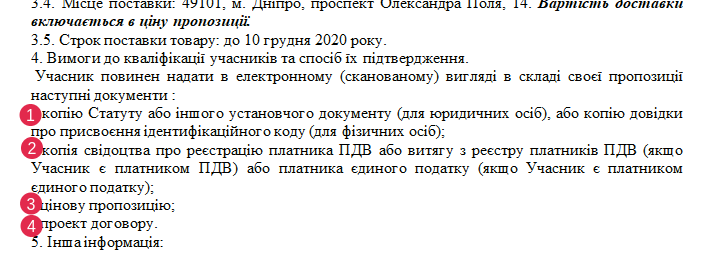 3.4. Місце поставки: 49101, м. Дніпро, проспект Олександра Поля, 14. Вартість доставки
включається в ціну пропозиції.
3.5. Строк поставки товару: до 10 грудня 2020 року.
4. Вимоги до кваліфікації учасників та спосіб їх підтвердження.
Учасник повинен надати в електронному (сканованому) вигляді в складі своєї пропозиції
наступні документи :
1 копію Статуту або іншого установчого документу (для юридичних осіб), або копію довідки
про присвоєння ідентифікаційного коду (для фізичних осіб);
2 копія свідоцтва про реєстрацію платника ПДВ або витягу з реєстру платників ПДВ (якщо
Учасник є платником ПДВ) або платника єдиного податку (якщо Учасник є платником
єдиного податку);
3 цінову пропозицію;
4 проект договору.
5. Інша інформація: